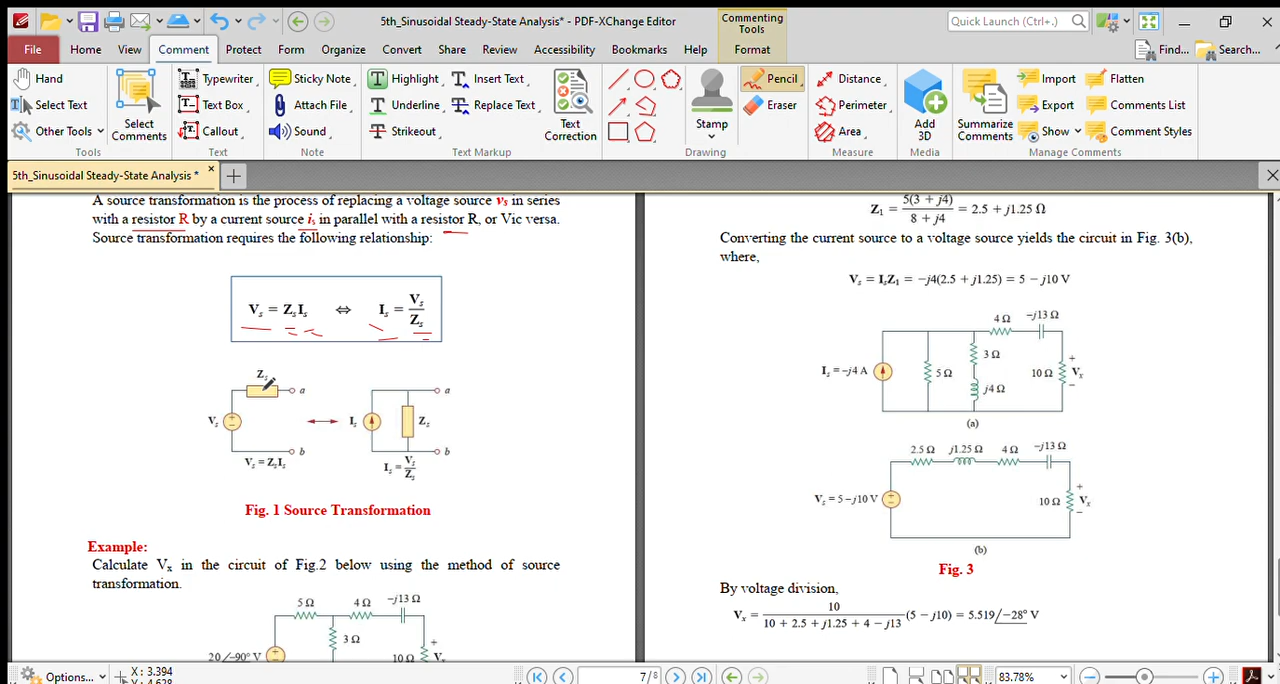 5th_Sinusoidal Steady-State Analysis* - PDF-XChange Editor
Commenting Tools
Quick Launch (Ctrl+.)
File Home View Comment Protect Form Organize Convert Share Review Accessibility Bookmarks Help Format
Find... Search...
Hand
Select Text
Other Tools
Select Comments
Tools
Typewriter
Text Box
Callout
Text
Sticky Note
Attach File
Sound
Note
Highlight
Underline
Strikeout
Insert Text
Replace Text
Text Correction
Text Markup
Stamp
Pencil
Eraser
Drawing
Distance
Perimeter
Area
Measure
Add 3D
Media
Summarize Comments
Import
Export
Show
Flatten
Comments List
Comment Styles
Manage Comments
5th_Sinusoidal Steady-State Analysis *
A source transformation is the process of replacing a voltage source vs in series
with a resistor R by a current source is in parallel with a resistor R, or Vic versa.
Source transformation requires the following relationship:
Vs = ZsIs ⇔ Is = Vs/Zs
Zs
a
Vs
b
Vs = ZsIs
a
Is
Zs
b
Is = Vs/Zs
Fig. 1 Source Transformation
Example:
Calculate Vx in the circuit of Fig.2 below using the method of source
transformation.
5 Ω 4 Ω -j13 Ω
3 Ω
+
20/-90° V
10 Ω Vx
Z1 = 5(3 + j4)/(8 + j4) = 2.5 + j1.25 Ω
Converting the current source to a voltage source yields the circuit in Fig. 3(b),
where,
Vs = IsZ1 = -j4(2.5 + j1.25) = 5 - j10 V
4 Ω -j13 Ω
3 Ω
+
Is = -j4 A
5 Ω
10 Ω Vx
j4 Ω
-
(a)
2.5 Ω j1.25 Ω 4 Ω -j13 Ω
+
Vs = 5 - j10 V
10 Ω Vx
-
(b)
Fig. 3
By voltage division,
Vx = 10/(10 + 2.5 + j1.25 + 4 - j13) (5 - j10) = 5.519/-28° V
Options...
X: 3.394
7/8
83.78%